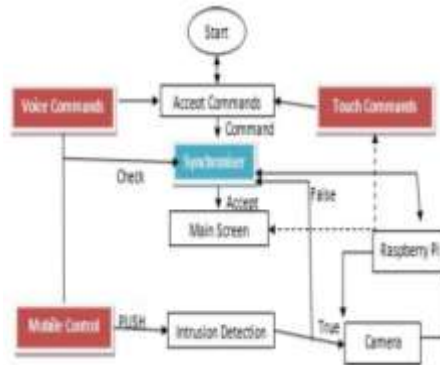 Start
Voice Commands
Accept Commands
Touch Commands
Command
Synchroniser
Check
False
Accept
Main Screen
Raspberry Pi
Mobile Control
PUSH
Intrusion Detection
True
Camera